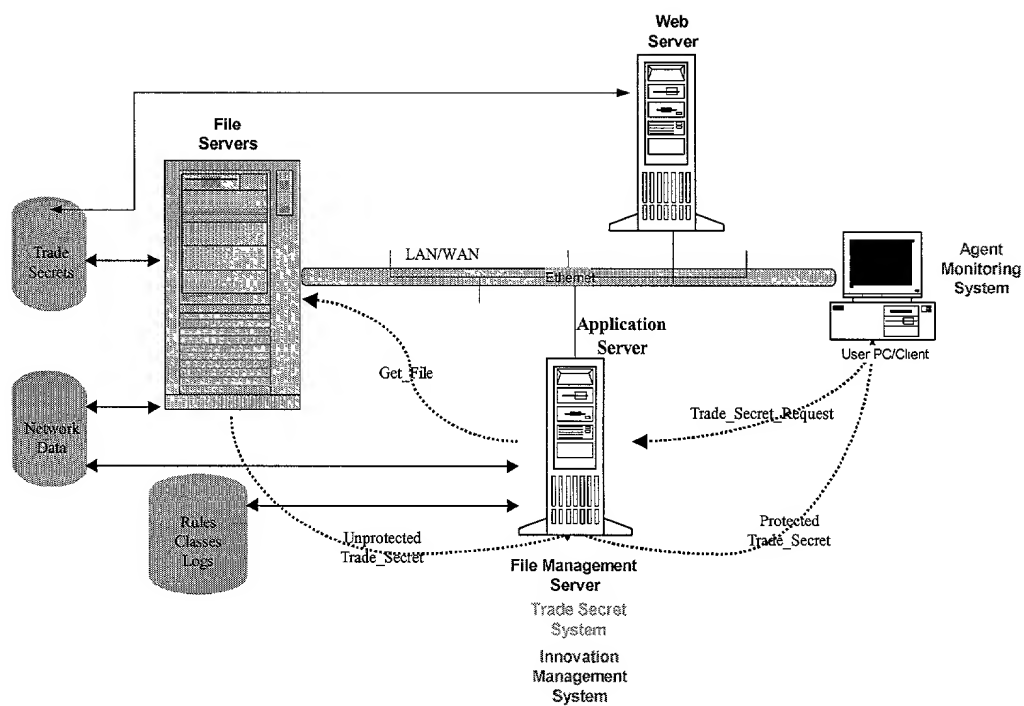 Web
Server
File
Servers
Trade
Secrets
LAN/WAN
Ethernet
Agent
Monitoring
System
Application
Server
User PC/Client
Get_File
Trade_Secret_Request
Network
Data
Rules
Classes
Logs
Unprotected
Trade_Secret
Protected
Trade_Secret
File Management
Server
Trade Secret
System
Innovation
Management
System